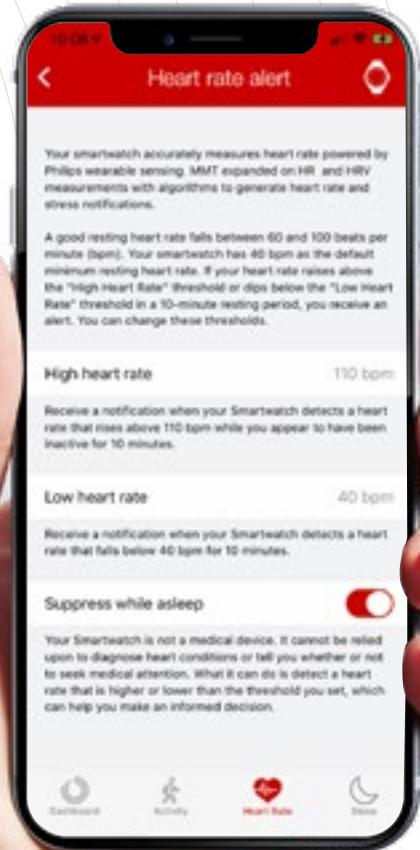 10:08
Heart rate alert
Your smartwatch accurately measures heart rate powered by
Philips wearable sensing. MMT expanded on HR and HRV
measurements with algorithms to generate heart rate and
stress notifications.
A good resting heart rate falls between 60 and 100 beats per
minute (bpm). Your smartwatch has 40 bpm as the default
minimum resting heart rate. If your heart rate raises above
the "High Heart Rate" threshold or dips below the "Low Heart
Rate" threshold in a 10-minute resting period, you receive an
alert. You can change these thresholds.
High heart rate 110 bpm
Receive a notification when your Smartwatch detects a heart
rate that rises above 110 bpm while you appear to have been
inactive for 10 minutes.
Low heart rate 40 bpm
Receive a notification when your Smartwatch detects a heart
rate that falls below 40 bpm for 10 minutes.
Suppress while asleep
Your Smartwatch is not a medical device. It cannot be relied
upon to diagnose heart conditions or tell you whether or not
to seek medical attention. What it can do is detect a heart
rate that is higher or lower than the threshold you set, which
can help you make an informed decision.
Dashboard Activity Heart Rate Sleep